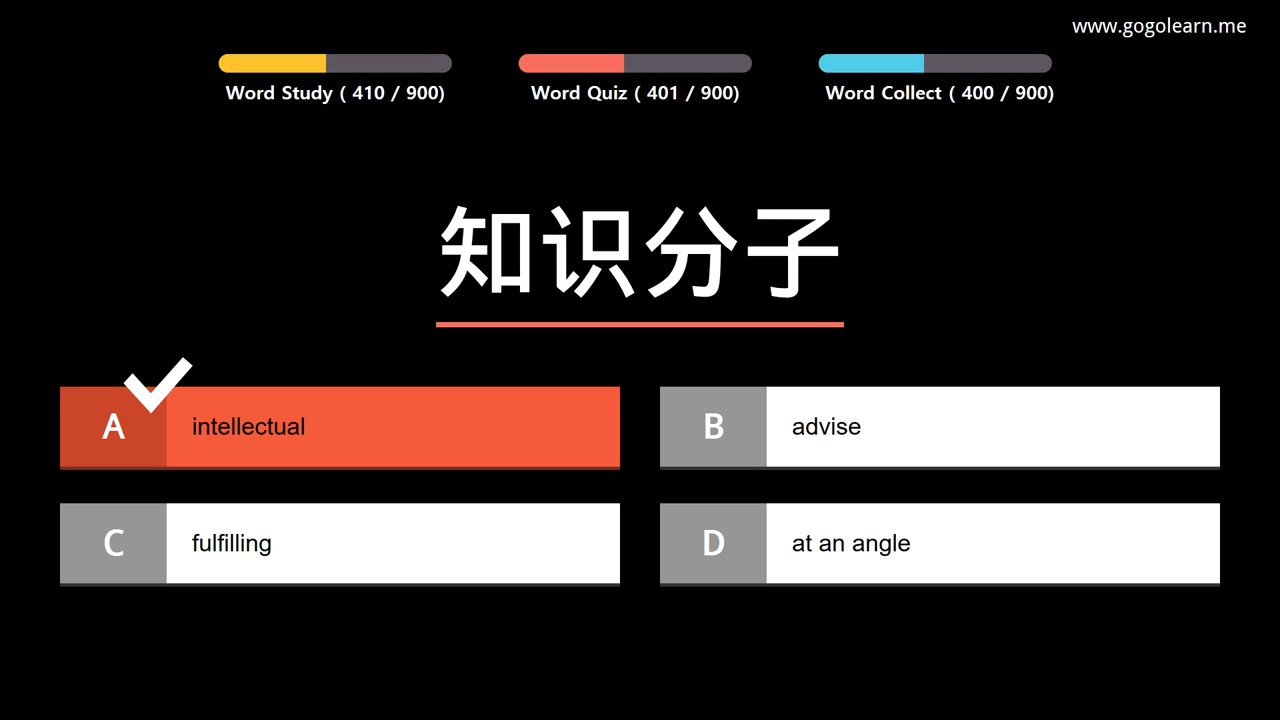 www.gogolearn.me
Word Study ( 410 / 900)
Word Quiz ( 401 / 900)
Word Collect ( 400 / 900)
知识分子
A intellectual
B advise
C fulfilling
D at an angle